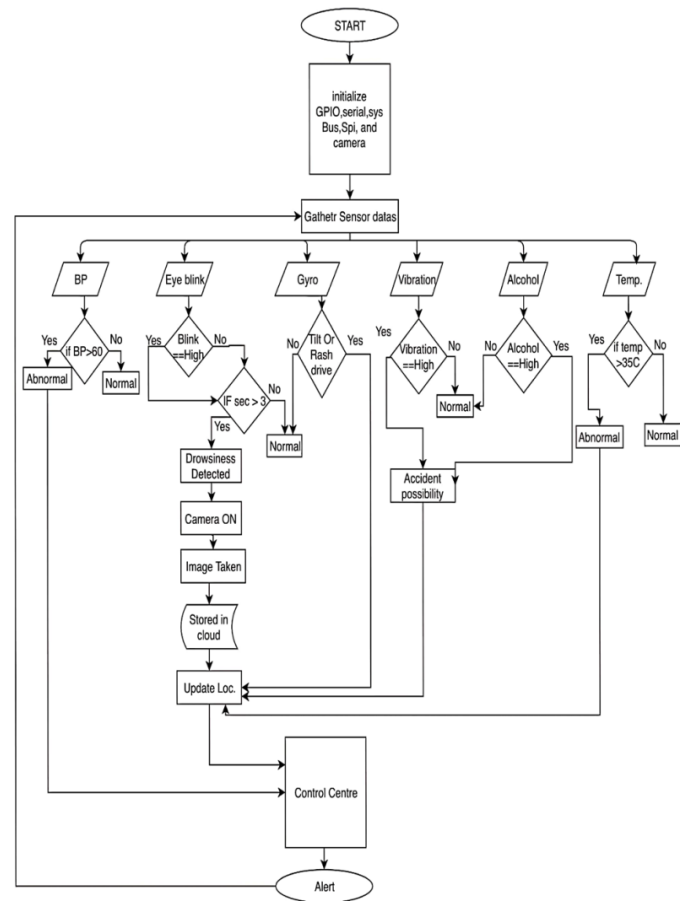 START
initialize
GPIO,serial,sys
Bus,Spi, and
camera
Gathetr Sensor datas
BP
Eye blink
Gyro
Vibration
Alcohol
Temp.
Yes
if BP>60
No
Abnormal
Normal
Yes
Blink
==High
No
IF sec > 3
No
Yes
Normal
No
Tilt Or
Rash
drive
Yes
Yes
Vibration
==High
No
Normal
No
Alcohol
==High
Yes
Yes
if temp
>35C
No
Abnormal
Normal
Drowsiness
Detected
Accident
possibility
Camera ON
Image Taken
Stored in
cloud
Update Loc.
Control Centre
Alert